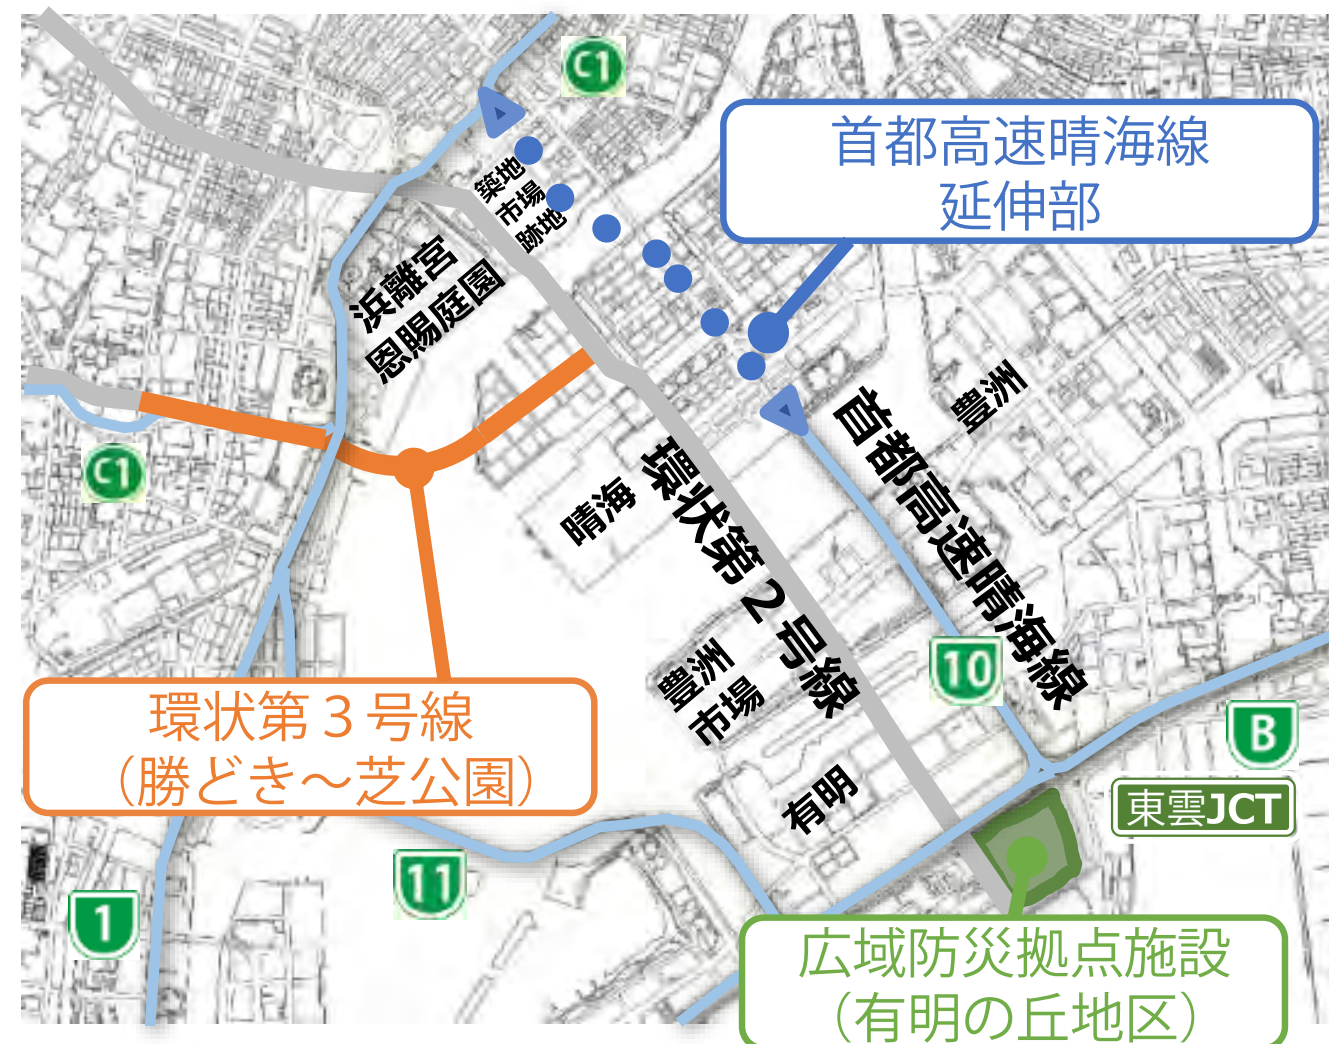 C1
首都高速晴海線
延伸部
築地
市場
跡地
浜離宮
恩賜庭園
豊洲
首都高速晴海線
C1
晴海
環状第２号線
10
豊洲
市場
環状第３号線
（勝どき～芝公園）
B
有明
東雲JCT
11
1
広域防災拠点施設
（有明の丘地区）